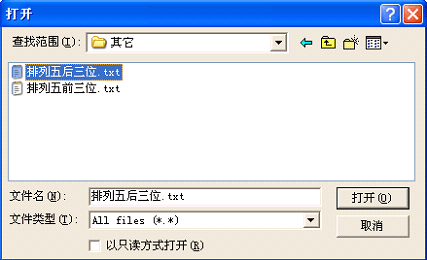 打开
查找范围(I): 其它
排列五后三位.txt
排列五前三位.txt
文件名(N): 排列五后三位.txt 打开(O)
文件类型(T): All files (*.*) 取消
以只读方式打开(R)